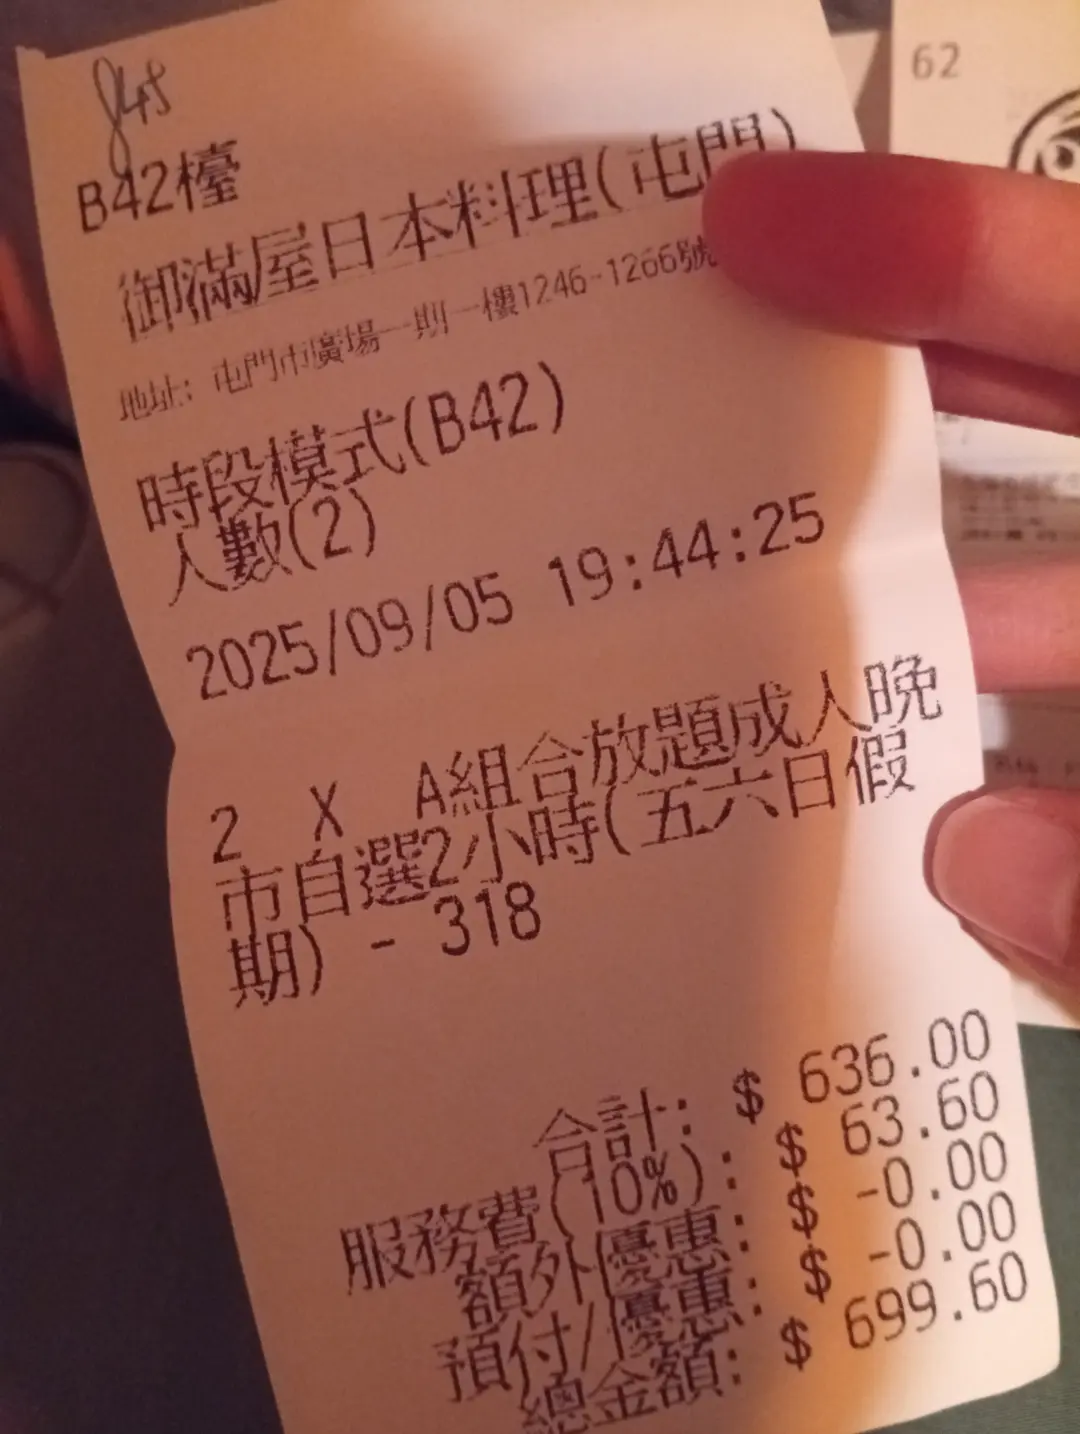 B42檯
御滿屋日本料理(屯門)
地址: 屯門市廣場一期一樓1246-1266號
時段模式(B42)
人數(2)
2025/09/05 19:44:25
2 X A組合放題成人晚
市自選2小時(五六日假
期) - 318
合計: $ 636.00
服務費(10%): $ 63.60
額外優惠: $ -0.00
預付/優惠: $ -0.00
總金額: $ 699.60
62